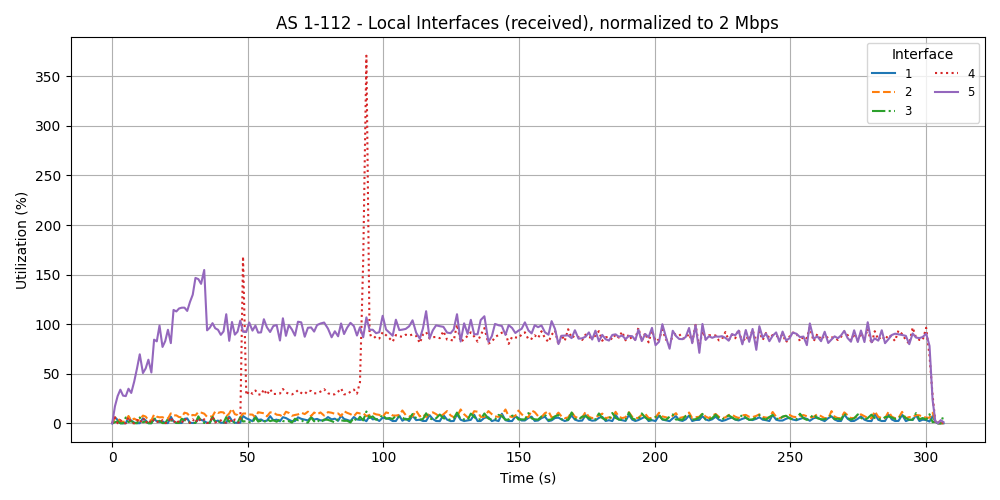 AS 1-112 - Local Interfaces (received), normalized to 2 Mbps
Interface
1
2
3
4
5
Utilization (%)
350
300
250
200
150
100
50
0
0 50 100 150 200 250 300
Time (s)